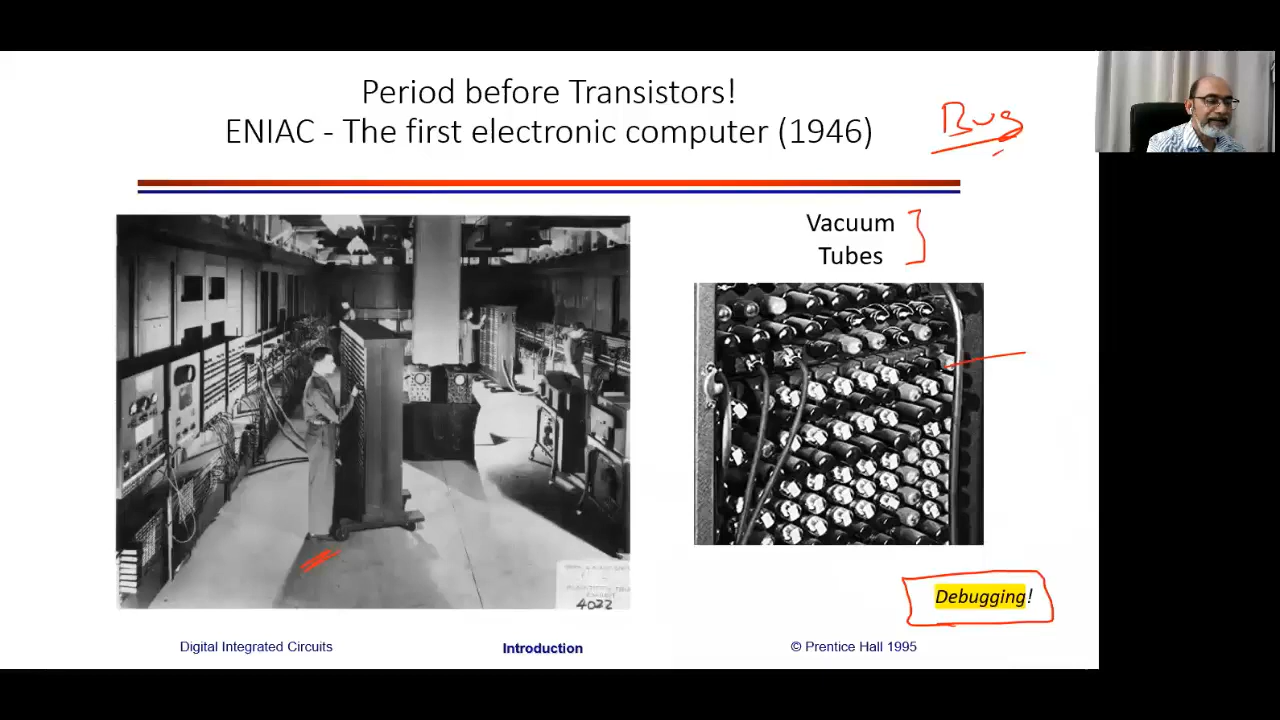 Period before Transistors!
ENIAC - The first electronic computer (1946)
Bug
Vacuum
Tubes
4022
Debugging!
Digital Integrated Circuits
Introduction
© Prentice Hall 1995